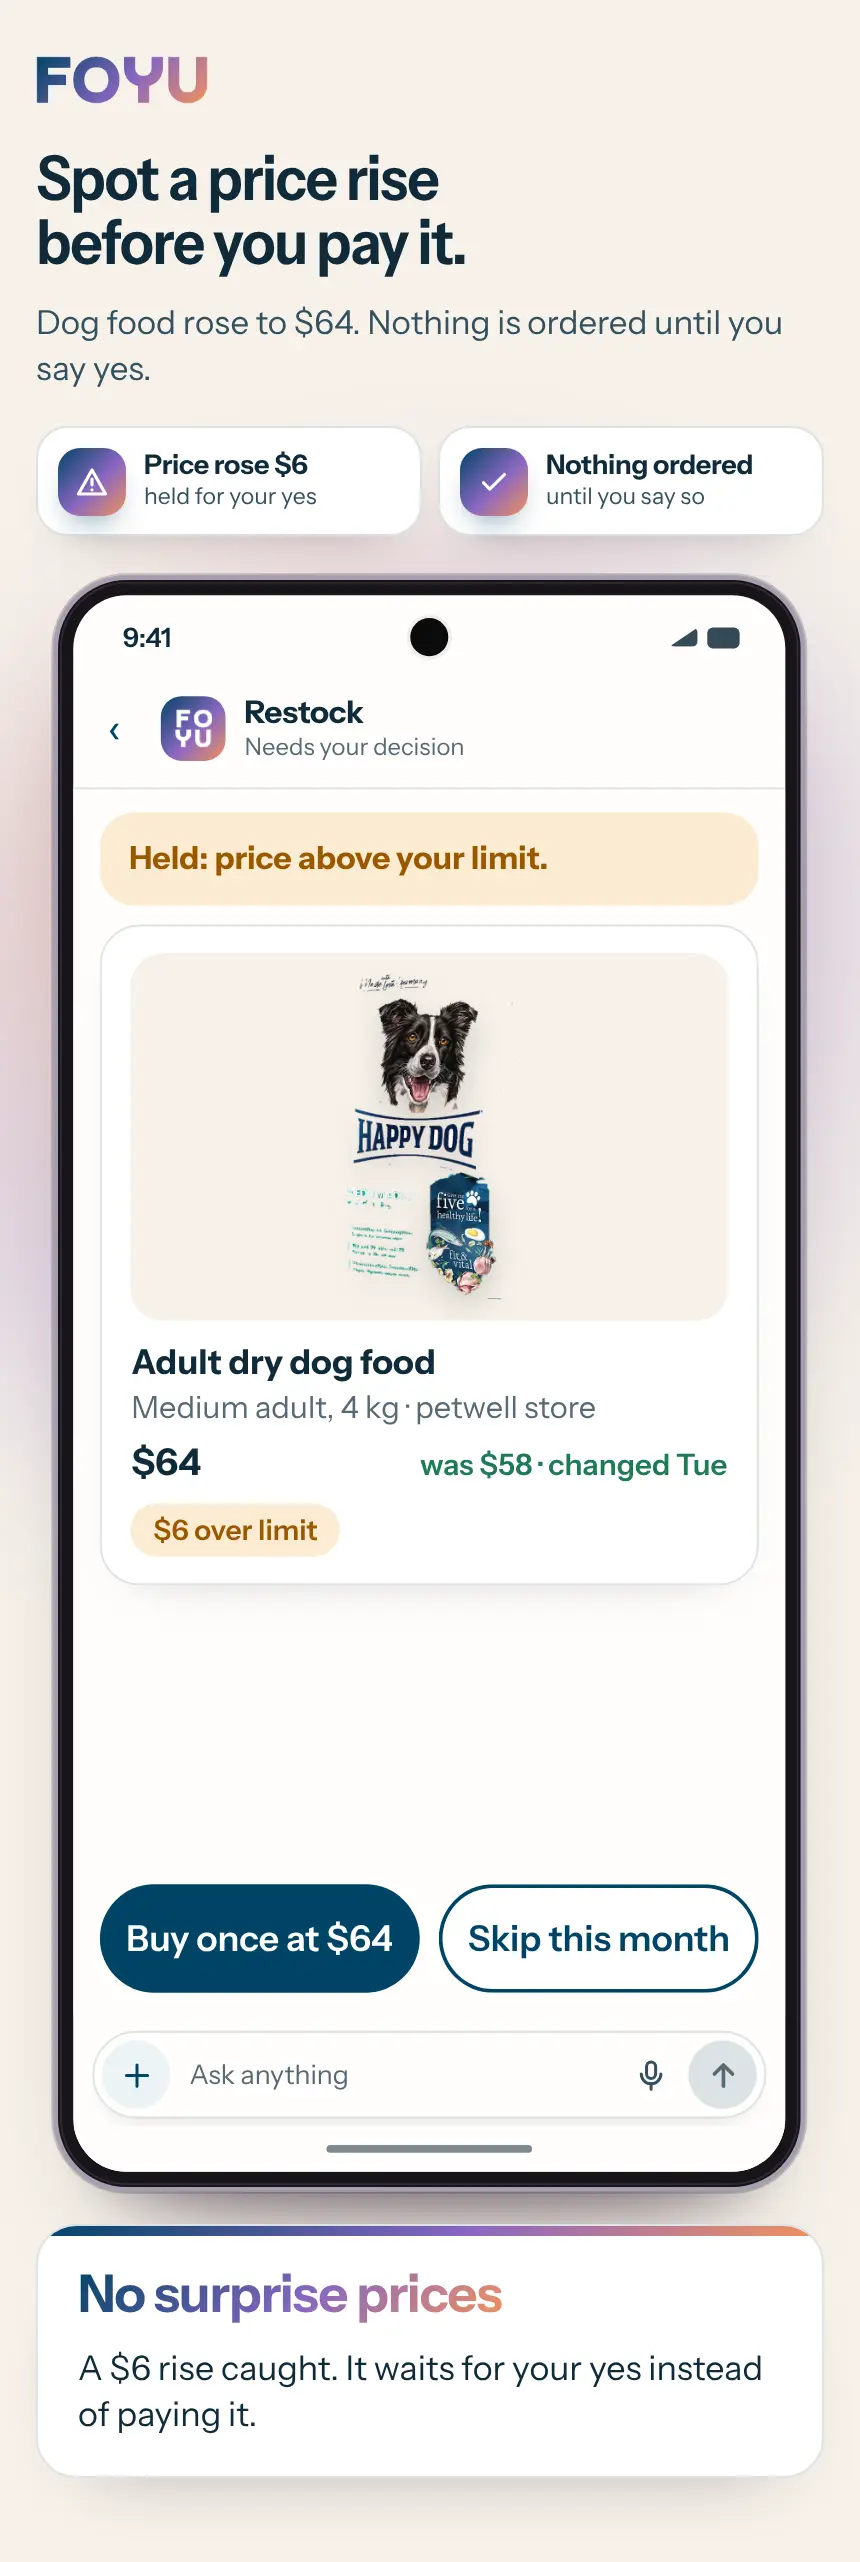 FOYU
Spot a price rise
before you pay it.
Dog food rose to $64. Nothing is ordered until you
say yes.
Price rose $6
held for your yes
Nothing ordered
until you say so
9:41
FO
YU
Restock
Needs your decision
Held: price above your limit.
HAPPY DOG
five
healthy life!
fit &
vital
Adult dry dog food
Medium adult, 4 kg · petwell store
$64
was $58 · changed Tue
$6 over limit
Buy once at $64
Skip this month
Ask anything
No surprise prices
A $6 rise caught. It waits for your yes instead
of paying it.